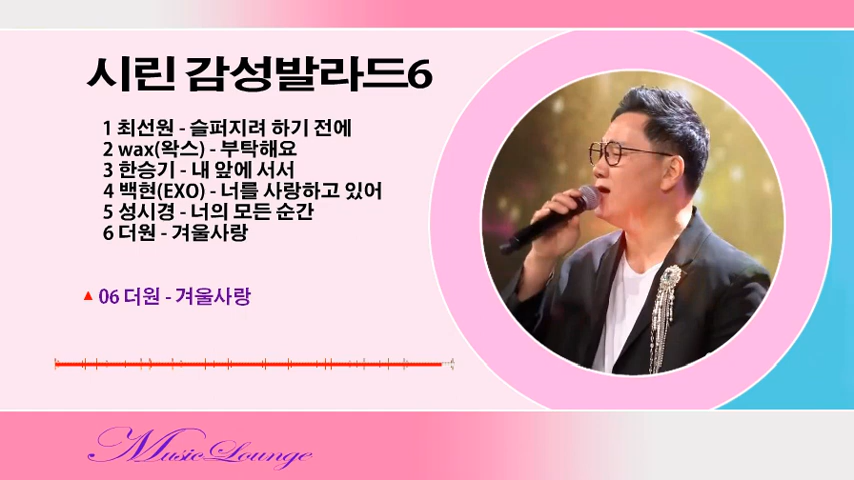 시린 감성발라드6
1 최선원 - 슬퍼지려 하기 전에
2 wax(왁스) - 부탁해요
3 한승기 - 내 앞에 서서
4 백현(EXO) - 너를 사랑하고 있어
5 성시경 - 너의 모든 순간
6 더원 - 겨울사랑
▲ 06 더원 - 겨울사랑
Music Lounge